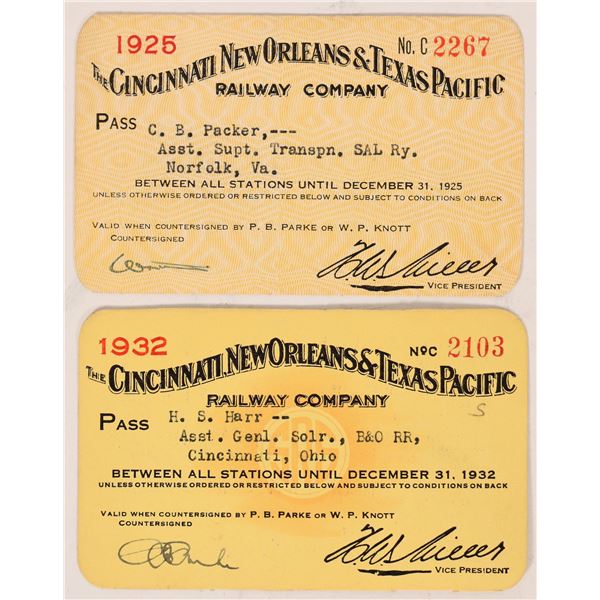 1925 No. C 2267
THE CINCINNATI, NEW ORLEANS & TEXAS PACIFIC
RAILWAY COMPANY
PASS C. B. Packer,---
Asst. Supt. Transpn. SAL Ry.
Norfolk, Va.
BETWEEN ALL STATIONS UNTIL DECEMBER 31, 1925
UNLESS OTHERWISE ORDERED OR RESTRICTED BELOW AND SUBJECT TO CONDITIONS ON BACK
VALID WHEN COUNTERSIGNED BY P. B. PARKE OR W. P. KNOTT
COUNTERSIGNED
VICE PRESIDENT
1932 NºC 2103
THE CINCINNATI, NEW ORLEANS & TEXAS PACIFIC
RAILWAY COMPANY
S
PASS H. S. Harr --
Asst. Genl. Solr., B&O RR,
Cincinnati, Ohio
BETWEEN ALL STATIONS UNTIL DECEMBER 31, 1932
UNLESS OTHERWISE ORDERED OR RESTRICTED BELOW AND SUBJECT TO CONDITIONS ON BACK
VALID WHEN COUNTERSIGNED BY P. B. PARKE OR W. P. KNOTT
COUNTERSIGNED
VICE PRESIDENT